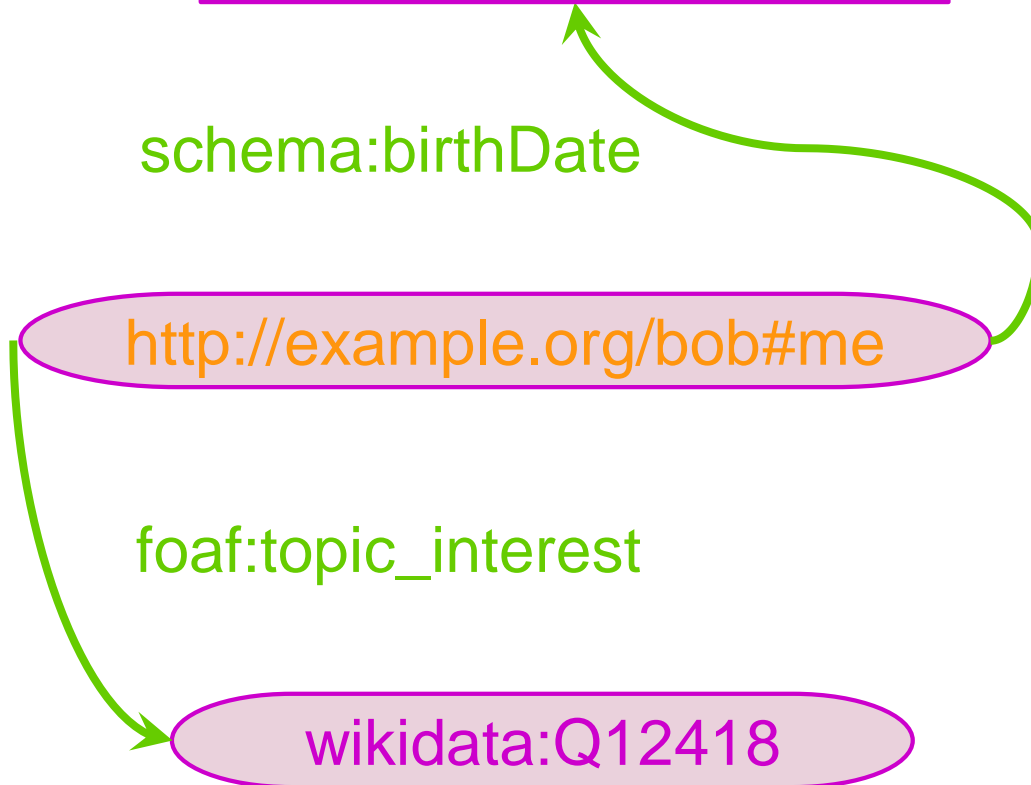 schema:birthDate
http://example.org/bob#me
foaf:topic_interest
wikidata:Q12418